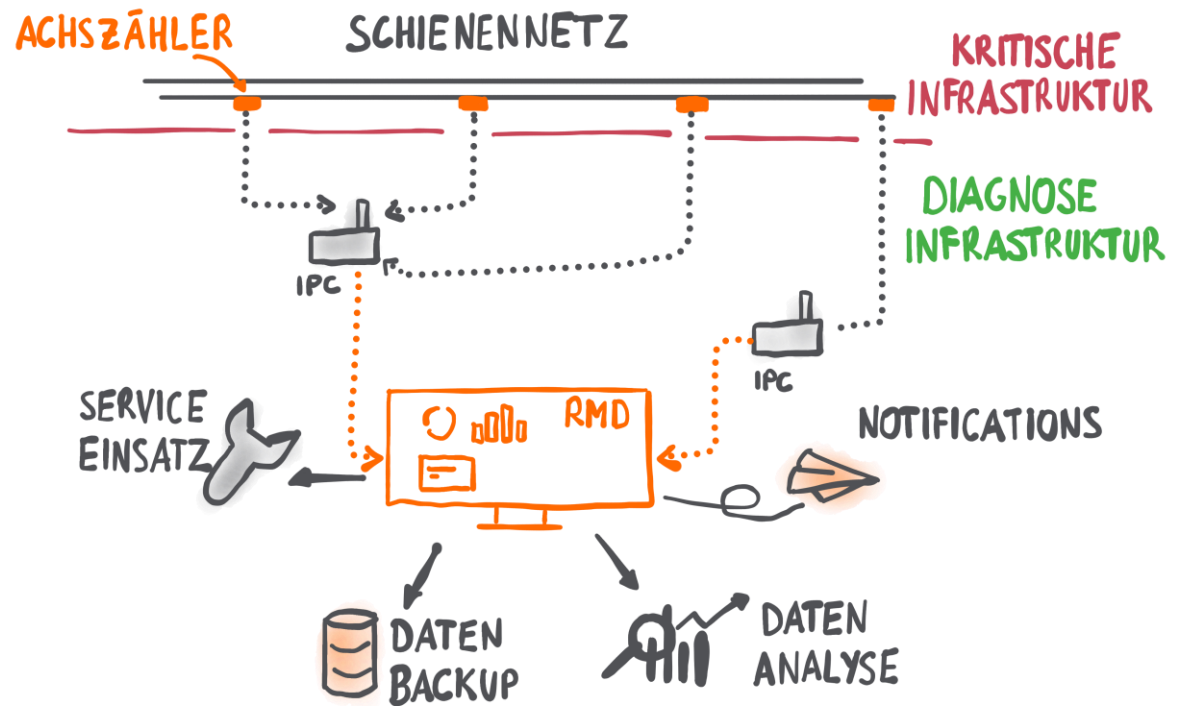 ACHSZÄHLER
SCHIENENNETZ
KRITISCHE
INFRASTRUKTUR
DIAGNOSE
INFRASTRUKTUR
IPC
IPC
SERVICE
EINSATZ
RMD
NOTIFICATIONS
DATEN
BACKUP
DATEN
ANALYSE